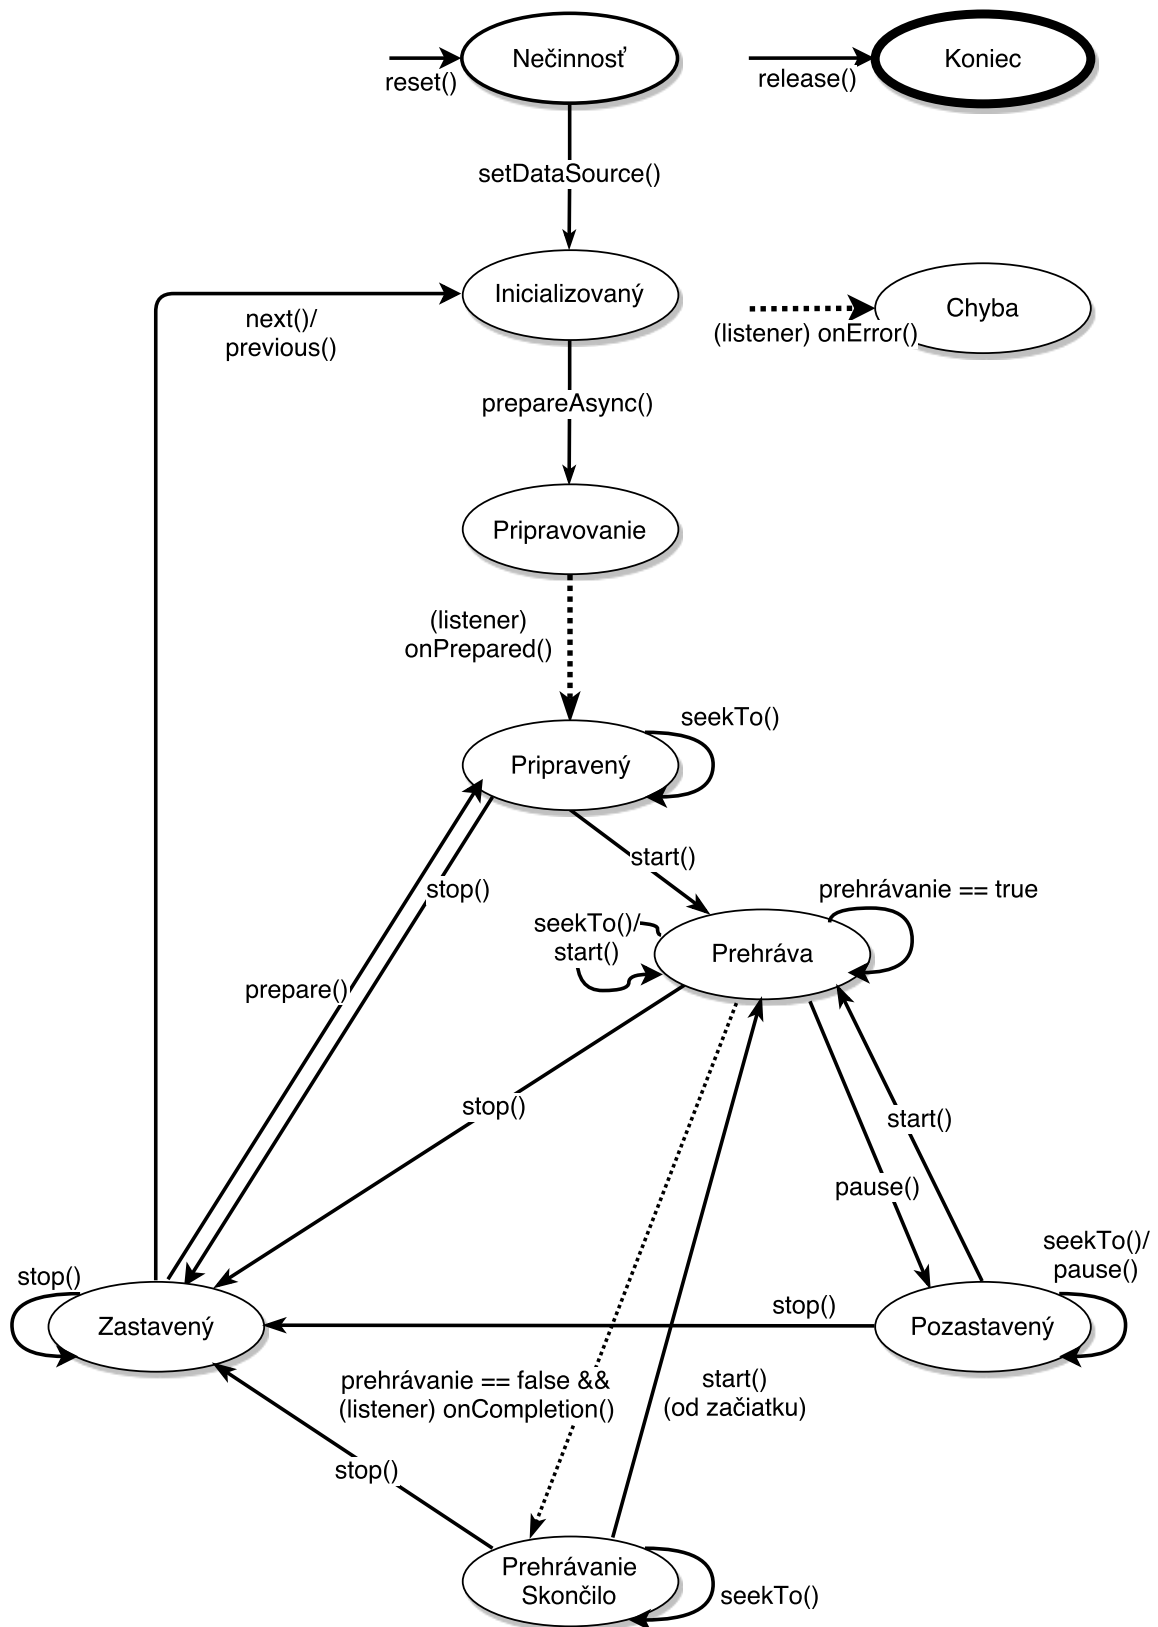 Nečinnosť
Koniec
reset()
release()
setDataSource()
Inicializovaný
Chyba
next()/
previous()
(listener) onError()
prepareAsync()
Pripravovanie
(listener)
onPrepared()
seekTo()
Pripravený
start()
stop()
prehrávanie == true
seekTo()/
start()
Prehráva
prepare()
stop()
start()
pause()
seekTo()/
pause()
stop()
Zastavený
stop()
Pozastavený
prehrávanie == false &&
(listener) onCompletion()
start()
(od začiatku)
stop()
Prehrávanie
Skončilo
seekTo()